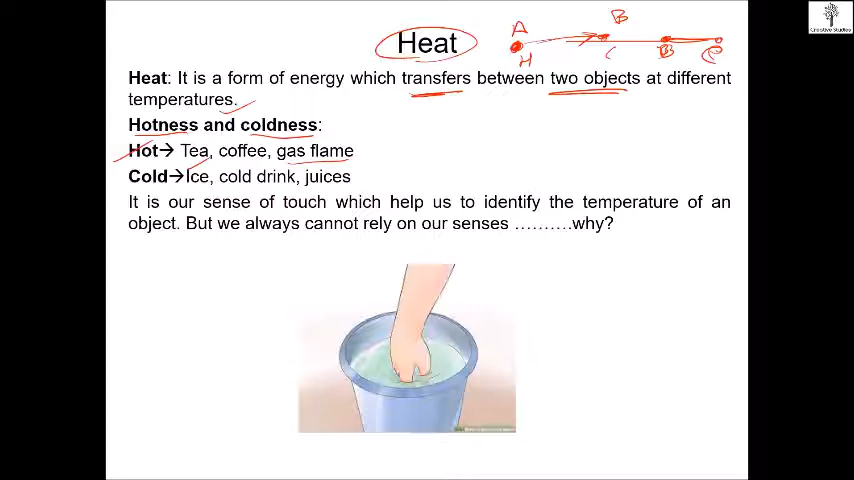 Creative Studies
A
B
H
C
B
C
Heat
Heat: It is a form of energy which transfers between two objects at different
temperatures.
Hotness and coldness:
Hot→ Tea, coffee, gas flame
Cold→Ice, cold drink, juices
It is our sense of touch which help us to identify the temperature of an
object. But we always cannot rely on our senses ……….why?